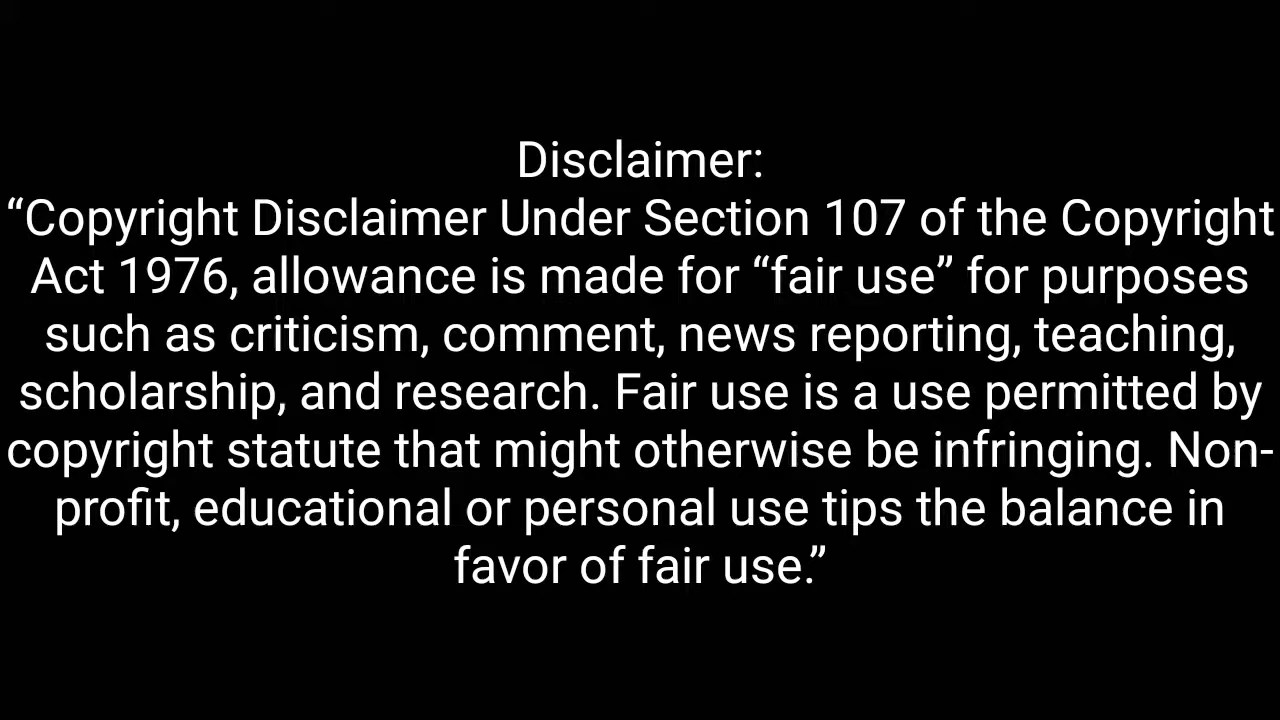 Disclaimer:
“Copyright Disclaimer Under Section 107 of the Copyright
Act 1976, allowance is made for “fair use” for purposes
such as criticism, comment, news reporting, teaching,
scholarship, and research. Fair use is a use permitted by
copyright statute that might otherwise be infringing. Non-
profit, educational or personal use tips the balance in
favor of fair use.”